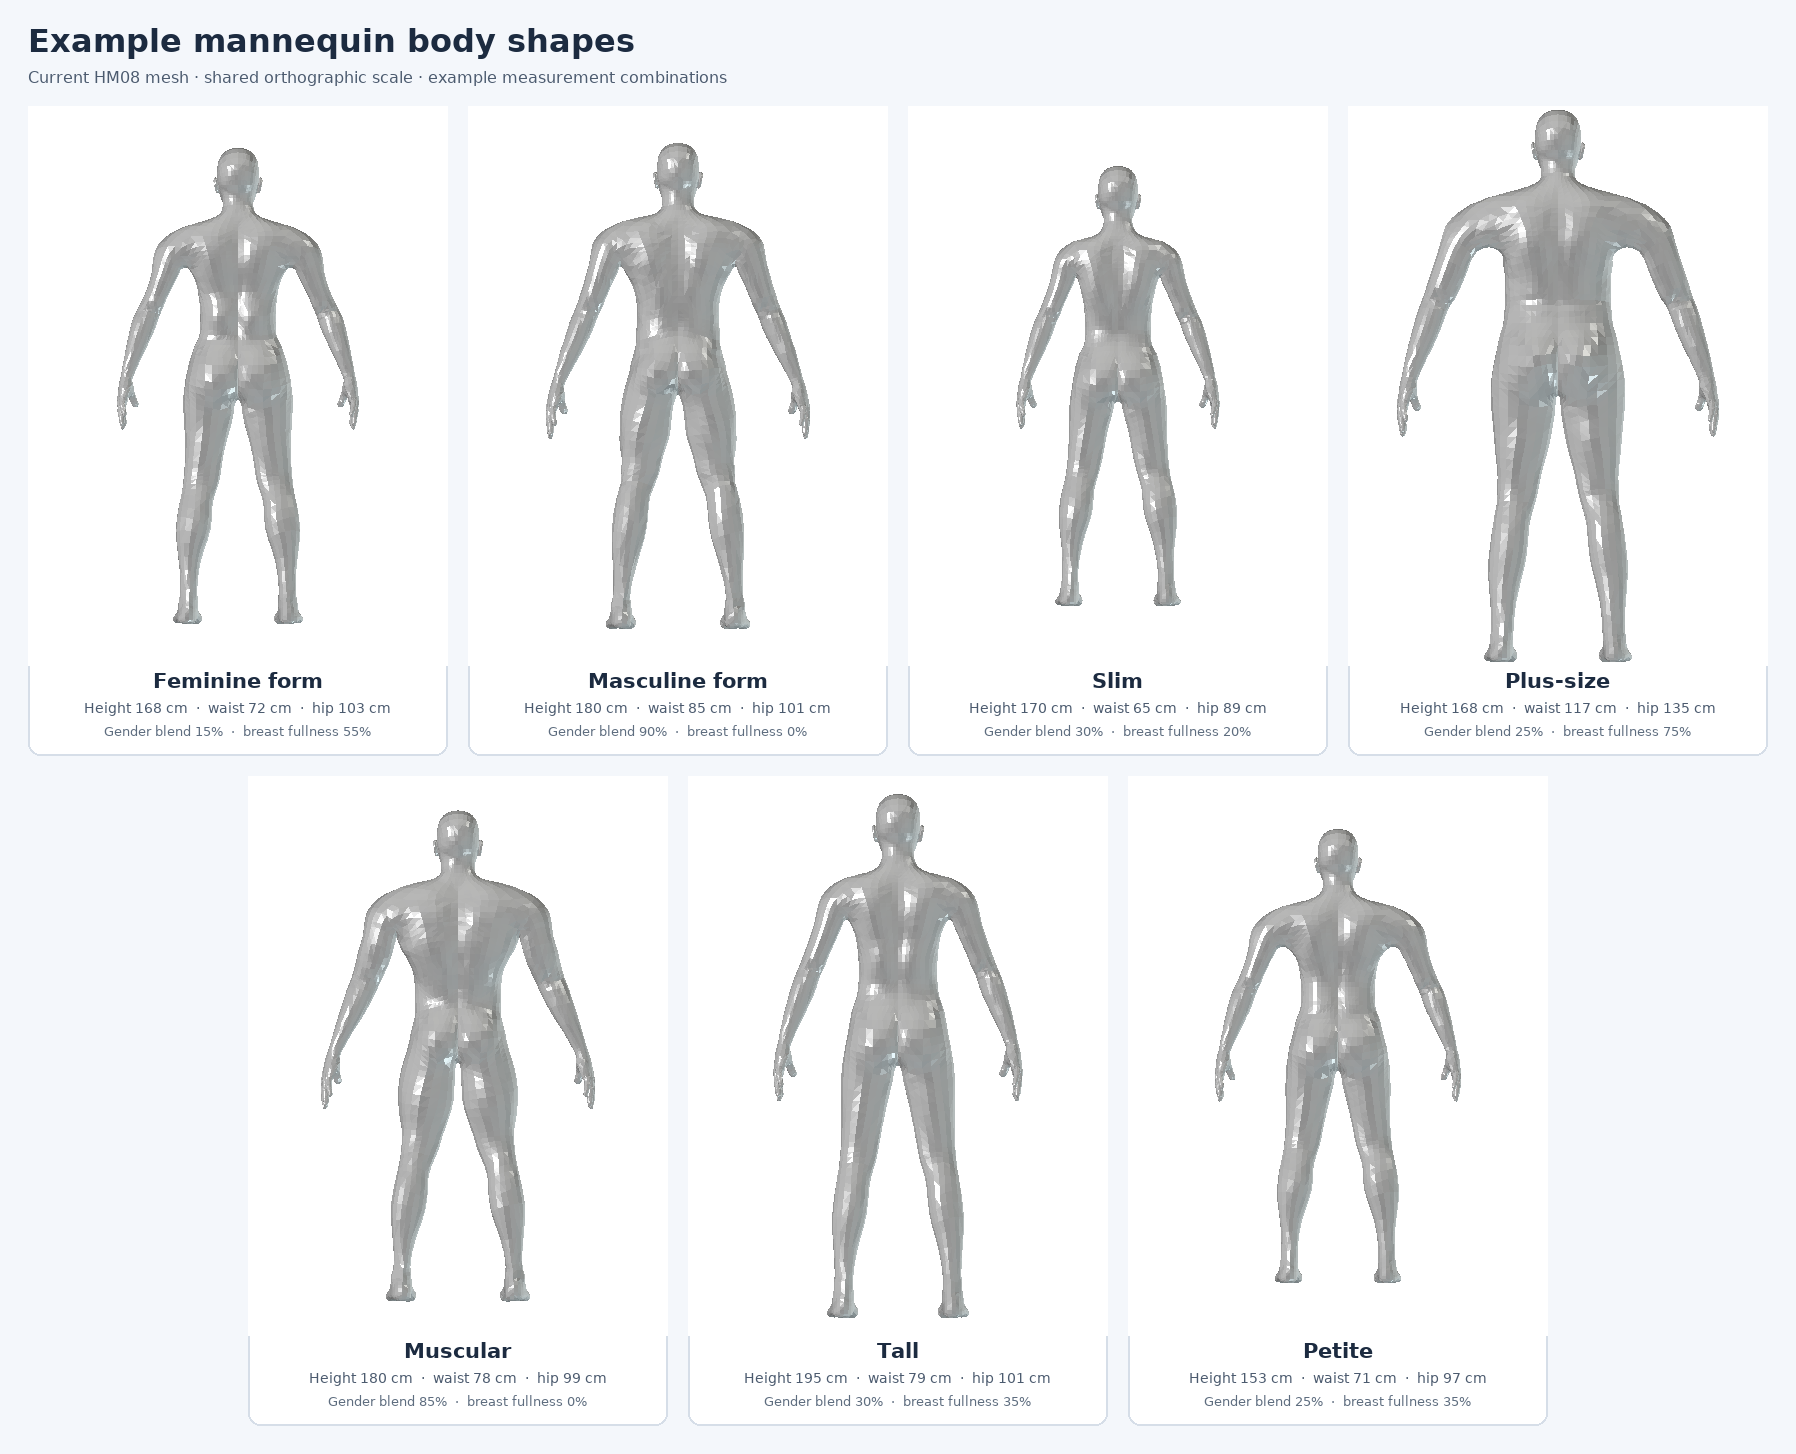 Example mannequin body shapes
Current HM08 mesh · shared orthographic scale · example measurement combinations
Feminine form
Height 168 cm · waist 72 cm · hip 103 cm
Gender blend 15% · breast fullness 55%
Masculine form
Height 180 cm · waist 85 cm · hip 101 cm
Gender blend 90% · breast fullness 0%
Slim
Height 170 cm · waist 65 cm · hip 89 cm
Gender blend 30% · breast fullness 20%
Plus-size
Height 168 cm · waist 117 cm · hip 135 cm
Gender blend 25% · breast fullness 75%
Muscular
Height 180 cm · waist 78 cm · hip 99 cm
Gender blend 85% · breast fullness 0%
Tall
Height 195 cm · waist 79 cm · hip 101 cm
Gender blend 30% · breast fullness 35%
Petite
Height 153 cm · waist 71 cm · hip 97 cm
Gender blend 25% · breast fullness 35%